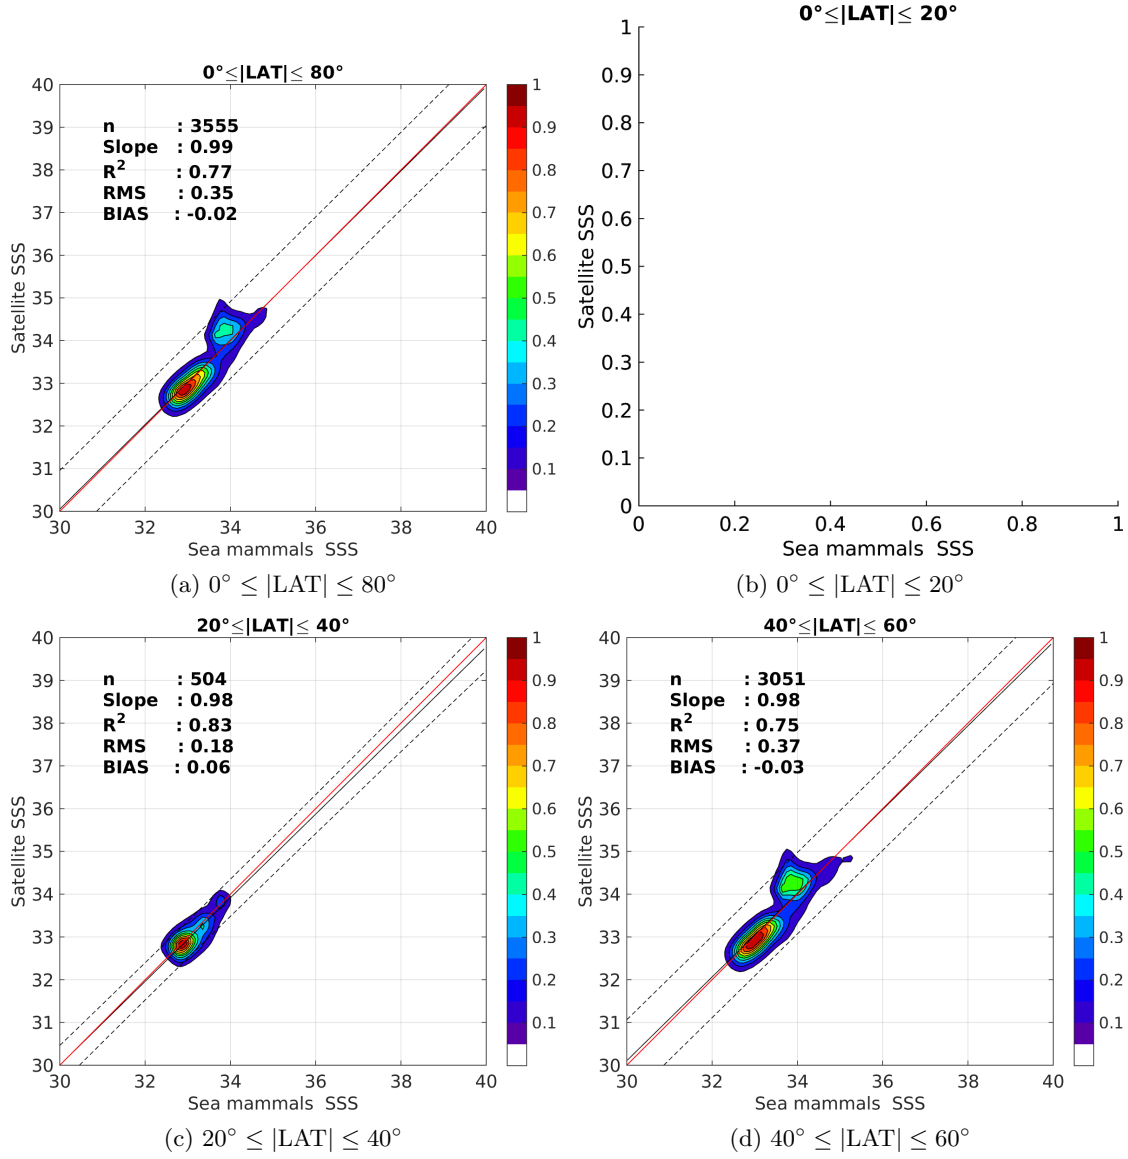 0°≤|LAT|≤ 80°
40
39
38
37
36
35
34
33
32
31
30
Satellite SSS
n : 3555
Slope : 0.99
R² : 0.77
RMS : 0.35
BIAS : -0.02
30 32 34 36 38 40
Sea mammals SSS
1
0.9
0.8
0.7
0.6
0.5
0.4
0.3
0.2
0.1
(a) 0° ≤ |LAT| ≤ 80°
0°≤|LAT|≤ 20°
1
0.9
0.8
0.7
0.6
0.5
0.4
0.3
0.2
0.1
0
Satellite SSS
0 0.2 0.4 0.6 0.8 1
Sea mammals SSS
(b) 0° ≤ |LAT| ≤ 20°
20°≤|LAT|≤ 40°
40
39
38
37
36
35
34
33
32
31
30
Satellite SSS
n : 504
Slope : 0.98
R² : 0.83
RMS : 0.18
BIAS : 0.06
30 32 34 36 38 40
Sea mammals SSS
1
0.9
0.8
0.7
0.6
0.5
0.4
0.3
0.2
0.1
(c) 20° ≤ |LAT| ≤ 40°
40°≤|LAT|≤ 60°
40
39
38
37
36
35
34
33
32
31
30
Satellite SSS
n : 3051
Slope : 0.98
R² : 0.75
RMS : 0.37
BIAS : -0.03
30 32 34 36 38 40
Sea mammals SSS
1
0.9
0.8
0.7
0.6
0.5
0.4
0.3
0.2
0.1
(d) 40° ≤ |LAT| ≤ 60°